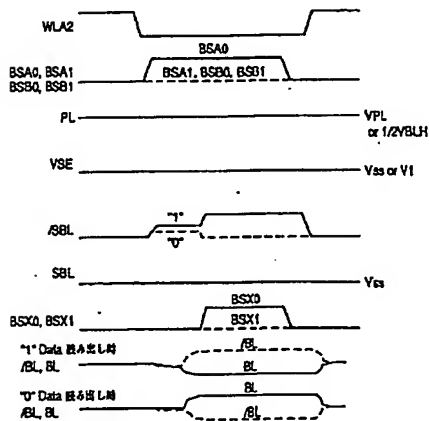 WLA2
BSA0
BSA0, BSA1
BSB0, BSB1
BSA1, BSB0, BSB1
PL
VPL
or 1/2VBLH
VSE
Vss or V1
/SBL
"1"
"0"
SBL
Vss
BSX0
BSX0, BSX1
BSX1
"1" Data 読み出し時
/BL, BL
/BL
BL
"0" Data 読み出し時
/BL, BL
BL
/BL